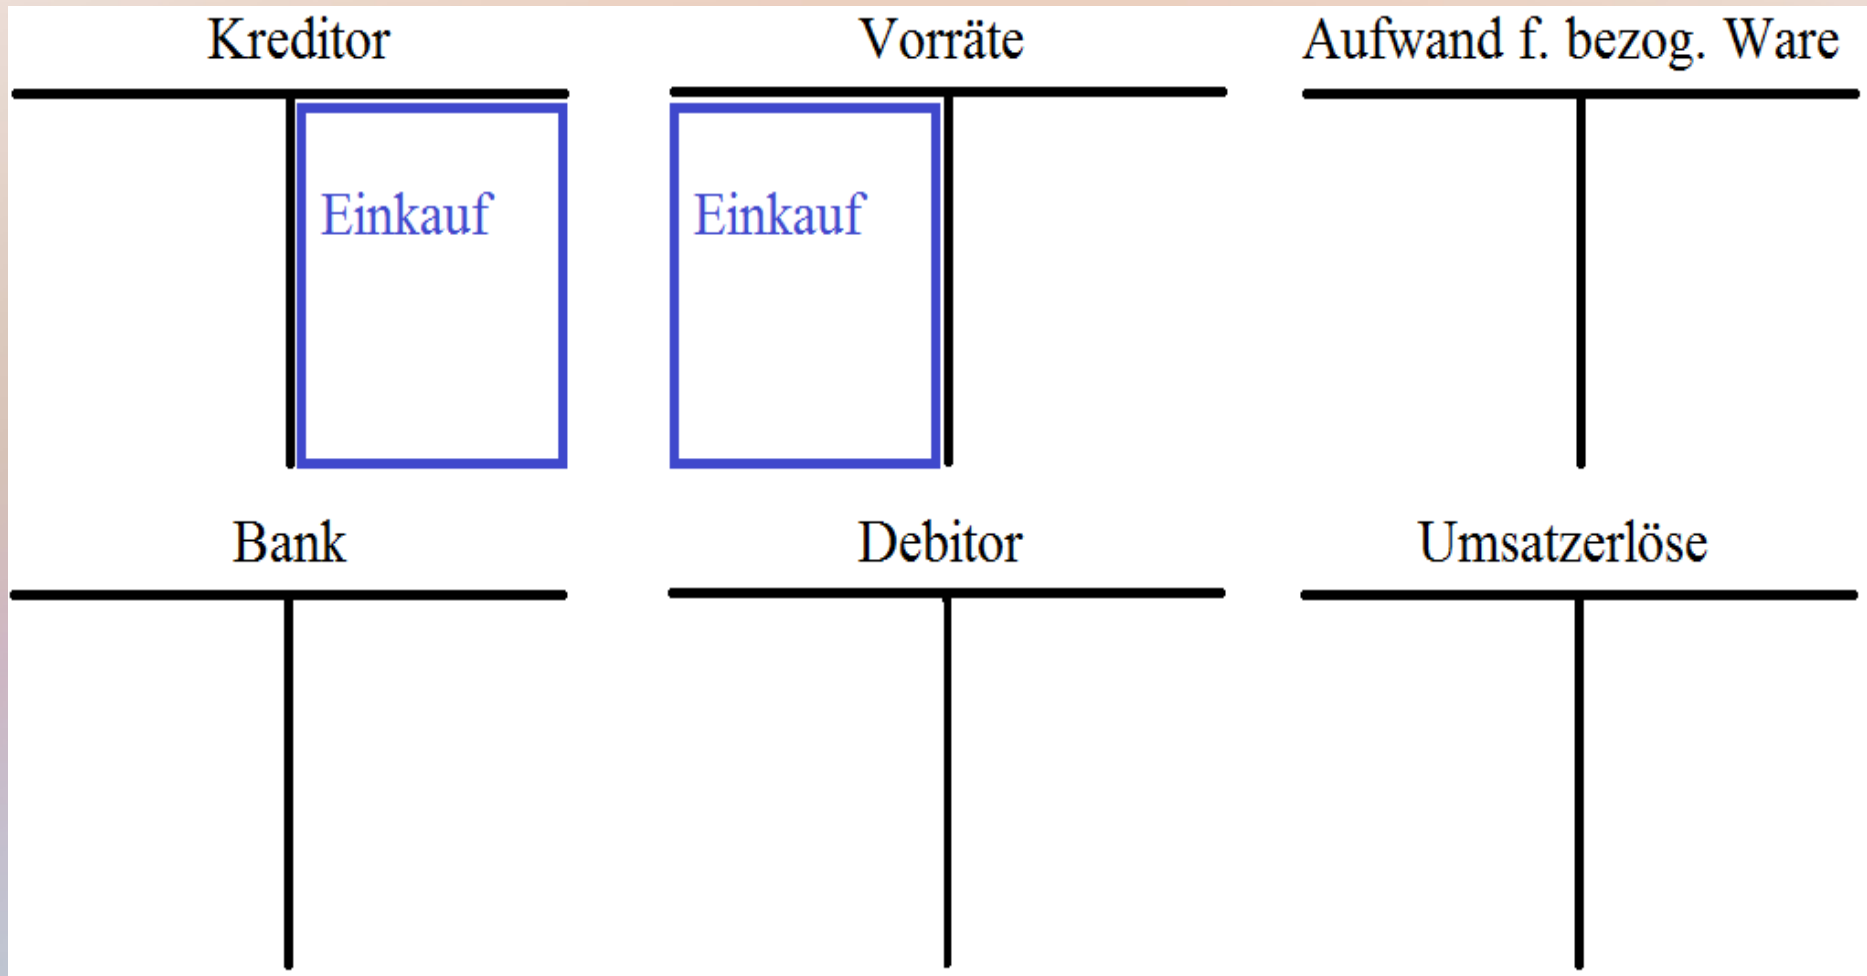 Kreditor
Vorräte
Aufwand f. bezog. Ware
Einkauf
Einkauf
Bank
Debitor
Umsatzerlöse